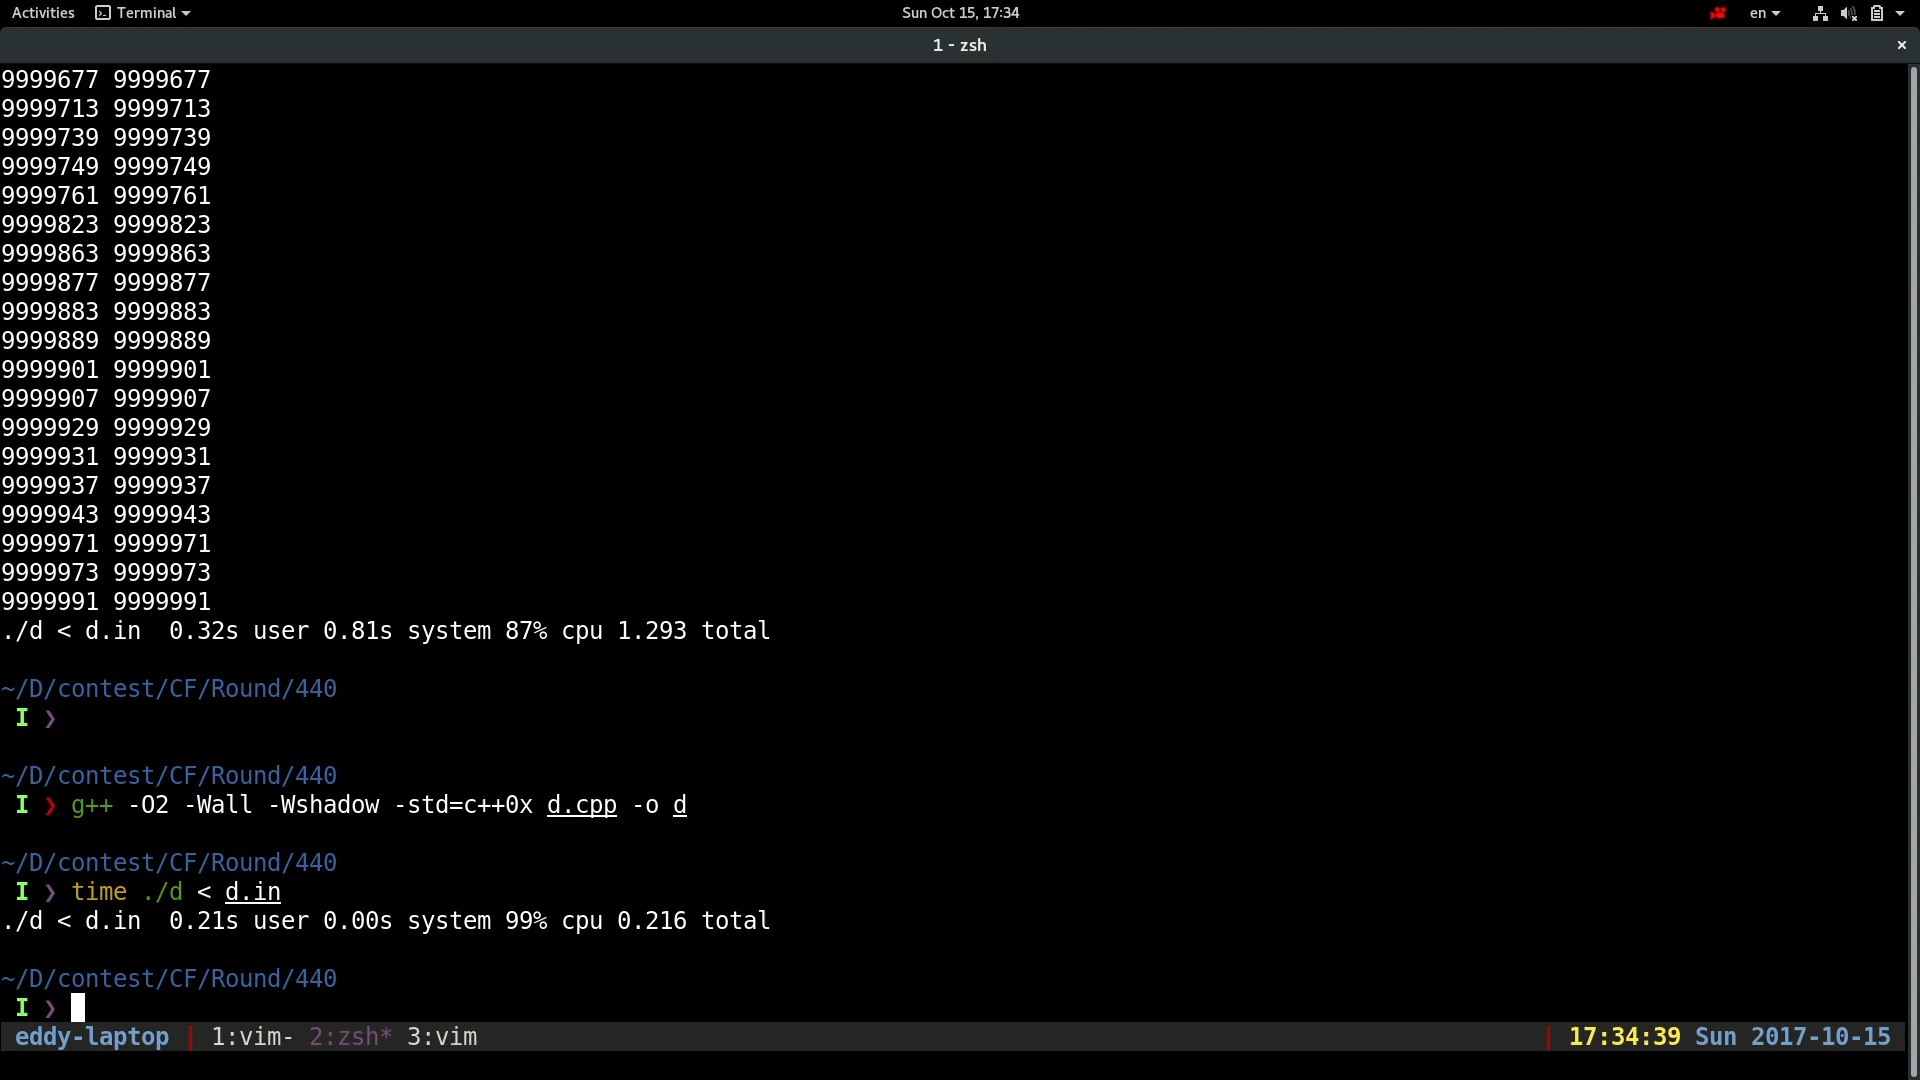 Activities Terminal Sun Oct 15, 17:34 en
1 - zsh ×
9999677 9999677
9999713 9999713
9999739 9999739
9999749 9999749
9999761 9999761
9999823 9999823
9999863 9999863
9999877 9999877
9999883 9999883
9999889 9999889
9999901 9999901
9999907 9999907
9999929 9999929
9999931 9999931
9999937 9999937
9999943 9999943
9999971 9999971
9999973 9999973
9999991 9999991
./d < d.in  0.32s user 0.81s system 87% cpu 1.293 total
~/D/contest/CF/Round/440
I ❯
~/D/contest/CF/Round/440
I ❯ g++ -O2 -Wall -Wshadow -std=c++0x d.cpp -o d
~/D/contest/CF/Round/440
I ❯ time ./d < d.in
./d < d.in  0.21s user 0.00s system 99% cpu 0.216 total
~/D/contest/CF/Round/440
I ❯
eddy-laptop | 1:vim- 2:zsh* 3:vim | 17:34:39 Sun 2017-10-15